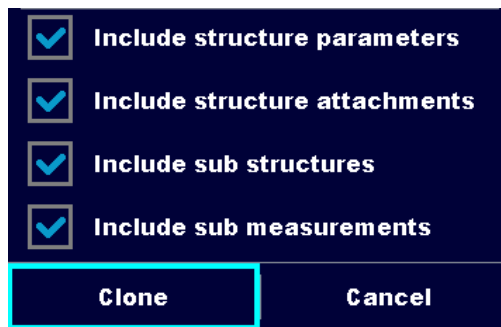 Include structure parameters
Include structure attachments
Include sub structures
Include sub measurements
Clone Cancel